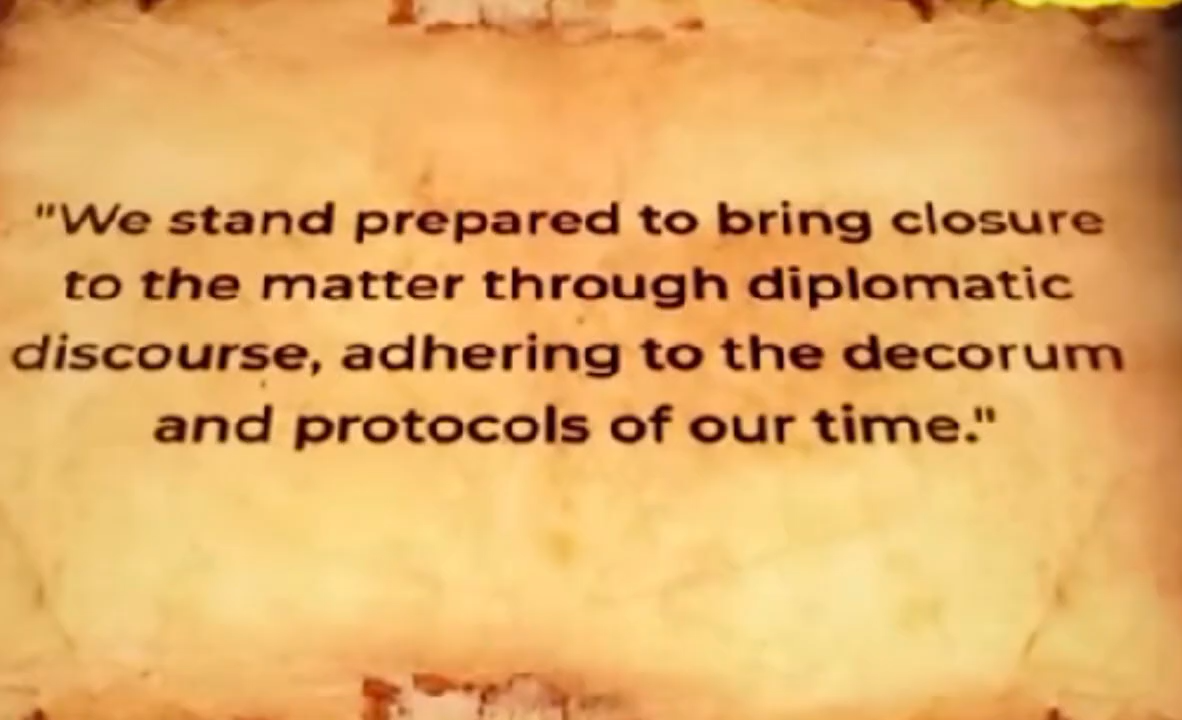 "We stand prepared to bring closure
to the matter through diplomatic
discourse, adhering to the decorum
and protocols of our time."